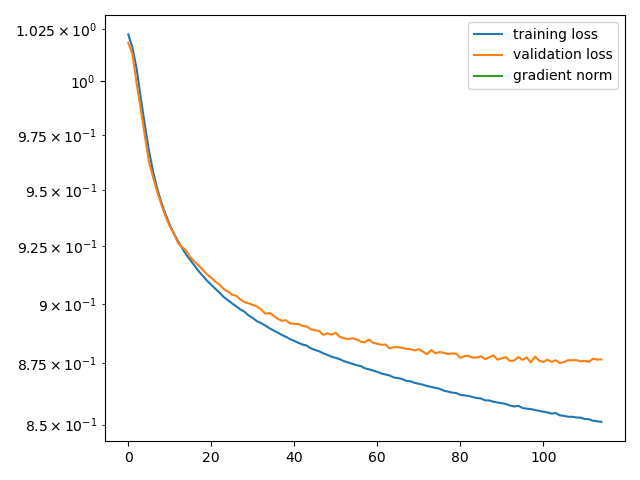 training loss
validation loss
gradient norm
1.025 × 10⁰
10⁰
9.75 × 10⁻¹
9.5 × 10⁻¹
9.25 × 10⁻¹
9 × 10⁻¹
8.75 × 10⁻¹
8.5 × 10⁻¹
0 20 40 60 80 100